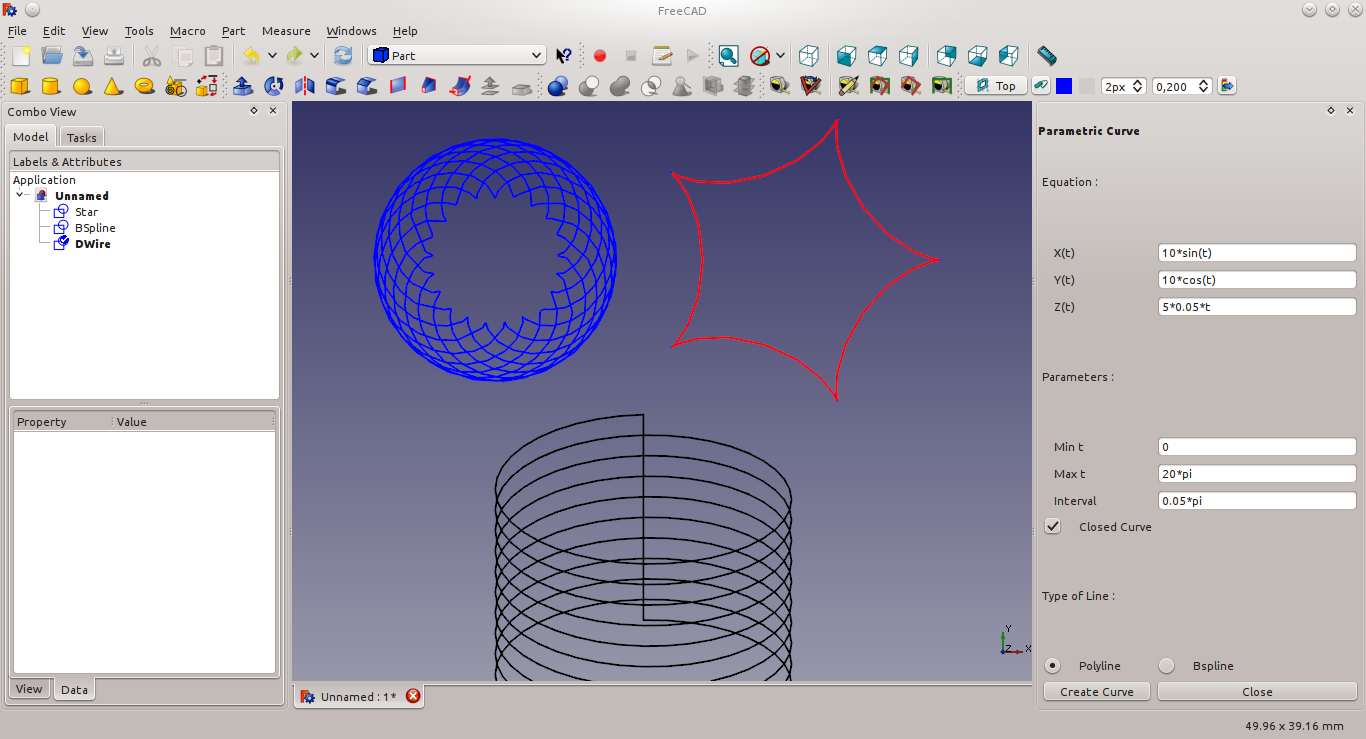 FreeCAD
File Edit View Tools Macro Part Measure Windows Help
Part
Top 2px 0,200
Combo View
Model Tasks
Labels & Attributes
Application
Unnamed
Star
BSpline
DWire
Property Value
View Data
Unnamed : 1*
Y
Z X
Parametric Curve
Equation :
X(t) 10*sin(t)
Y(t) 10*cos(t)
Z(t) 5*0.05*t
Parameters :
Min t 0
Max t 20*pi
Interval 0.05*pi
Closed Curve
Type of Line :
Polyline Bspline
Create Curve Close
49.96 x 39.16 mm